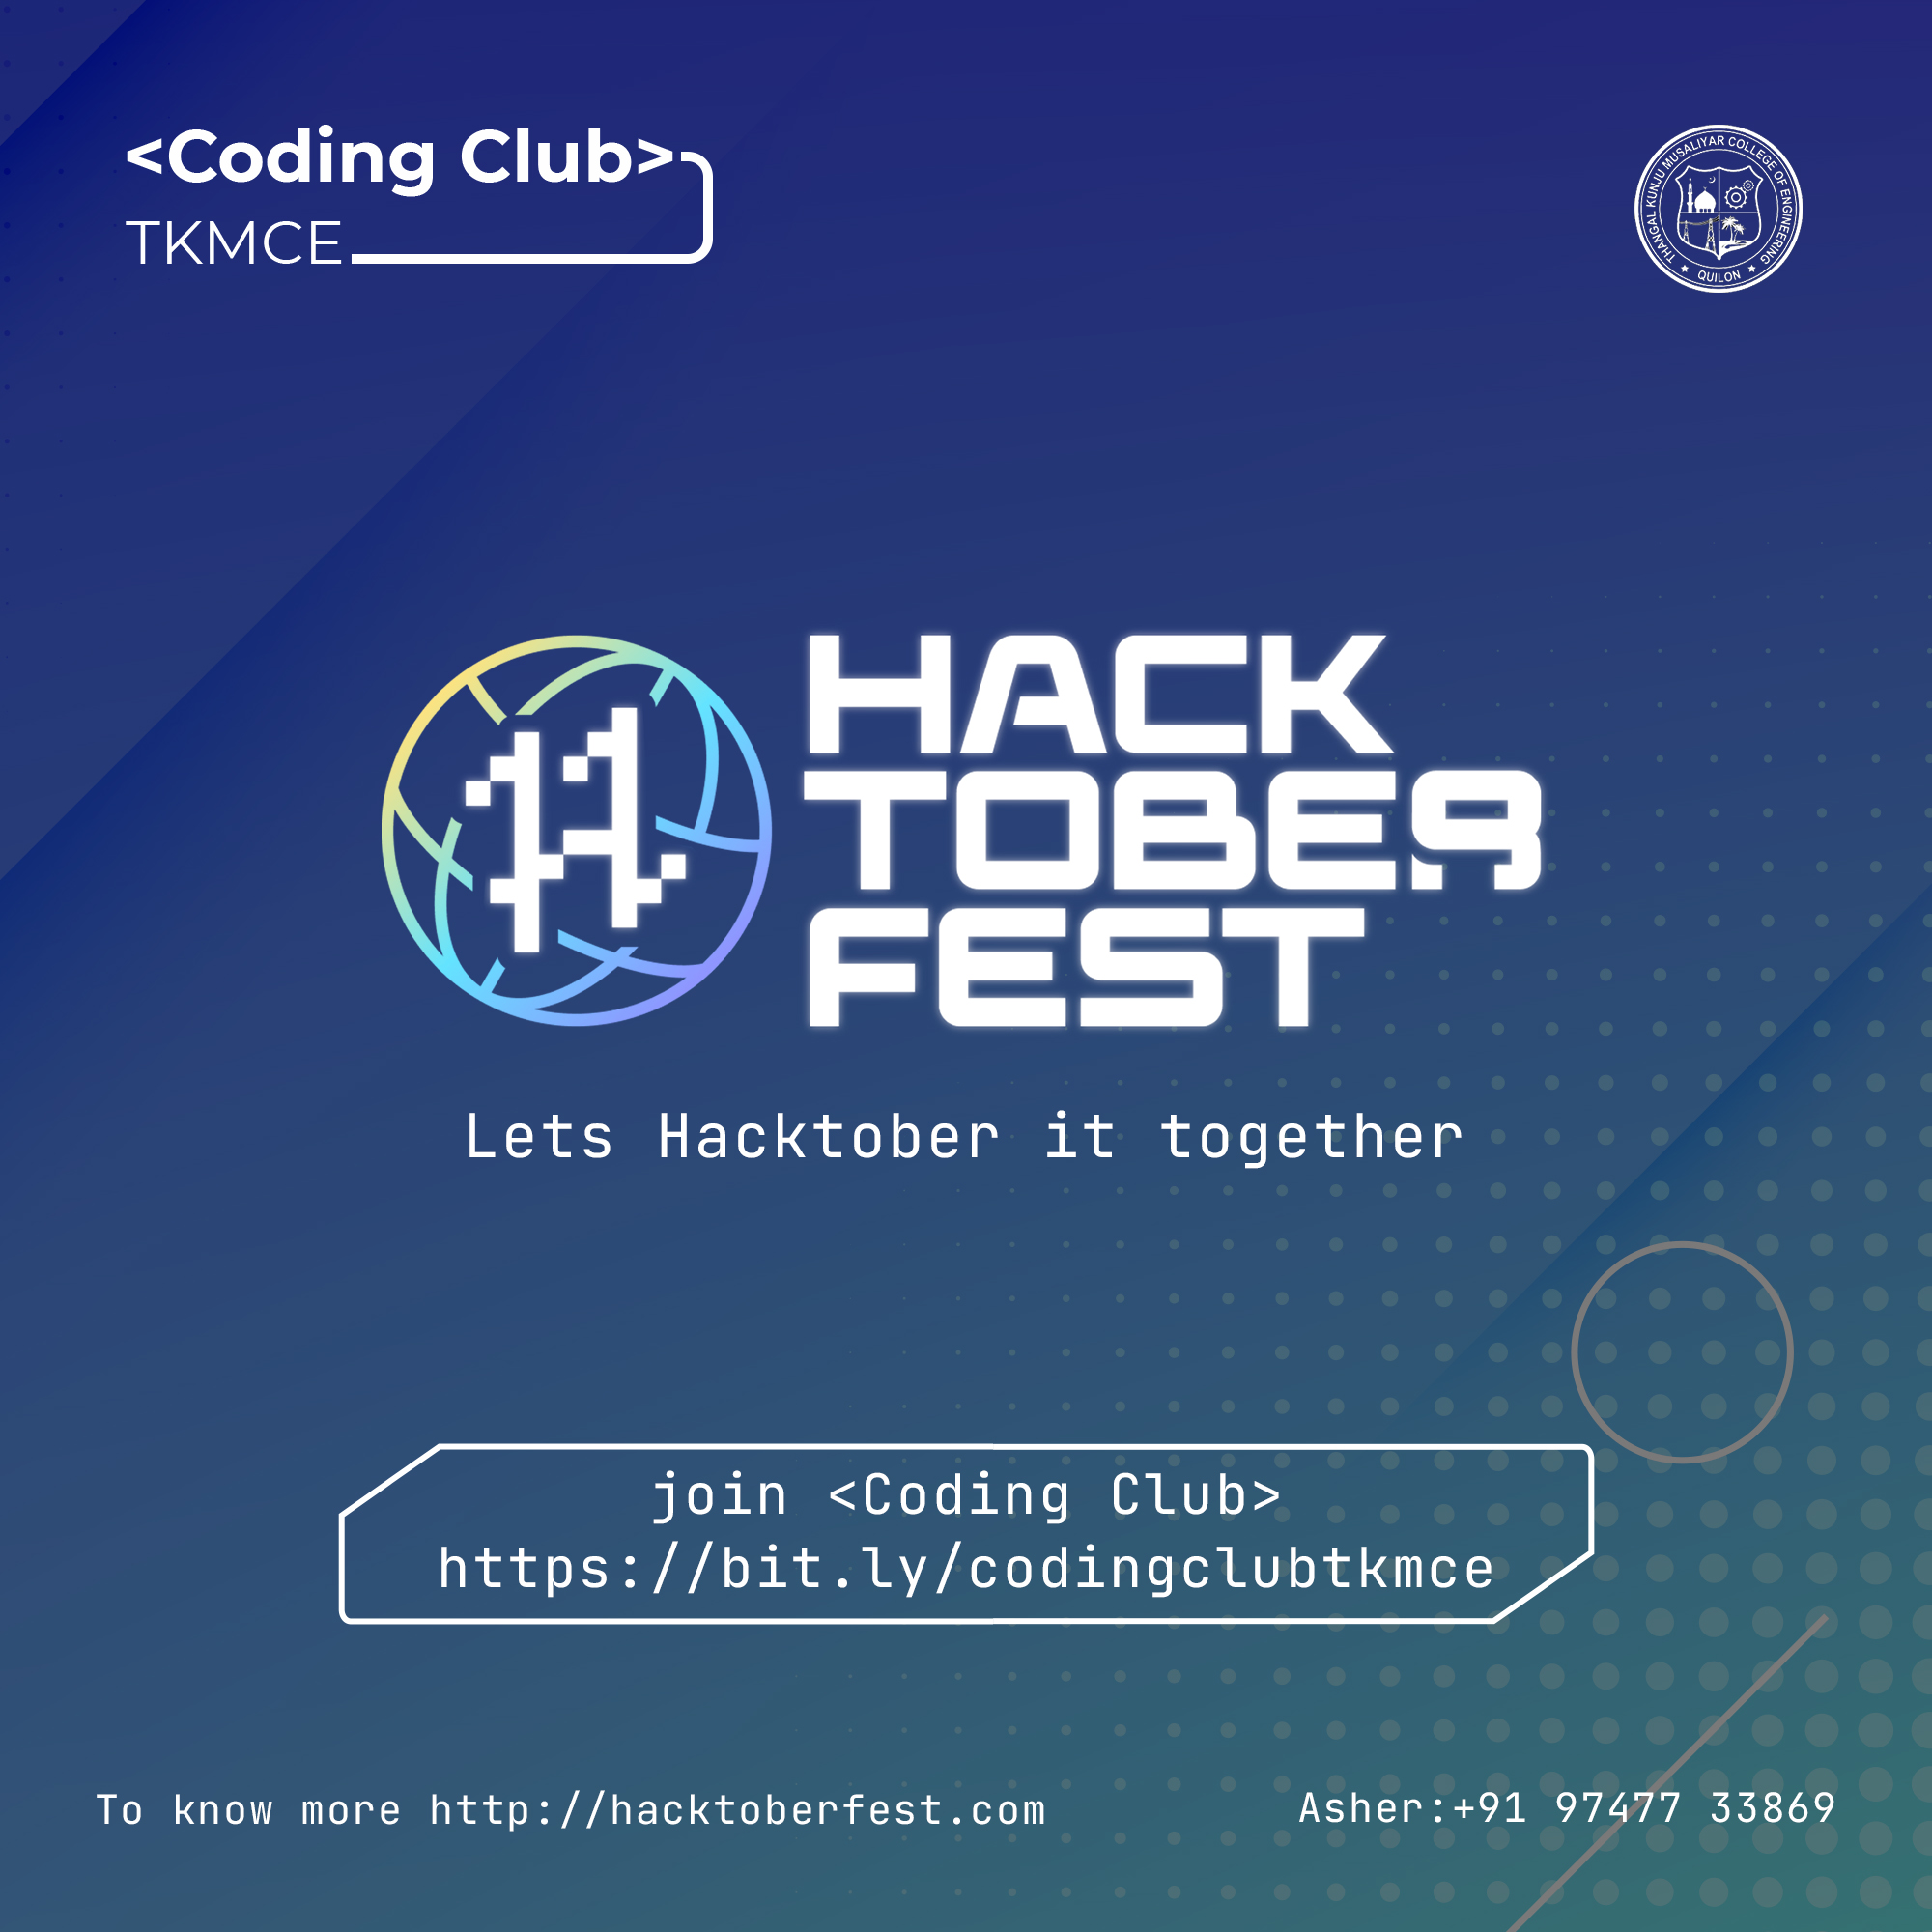 <Coding Club>
TKMCE
THANGAL KUNJU MUSALIYAR COLLEGE OF ENGINEERING
QUILON
HACK
TOBER
FEST
Lets Hacktober it together
join <Coding Club>
https://bit.ly/codingclubtkmce
To know more http://hacktoberfest.com
Asher:+91 97477 33869